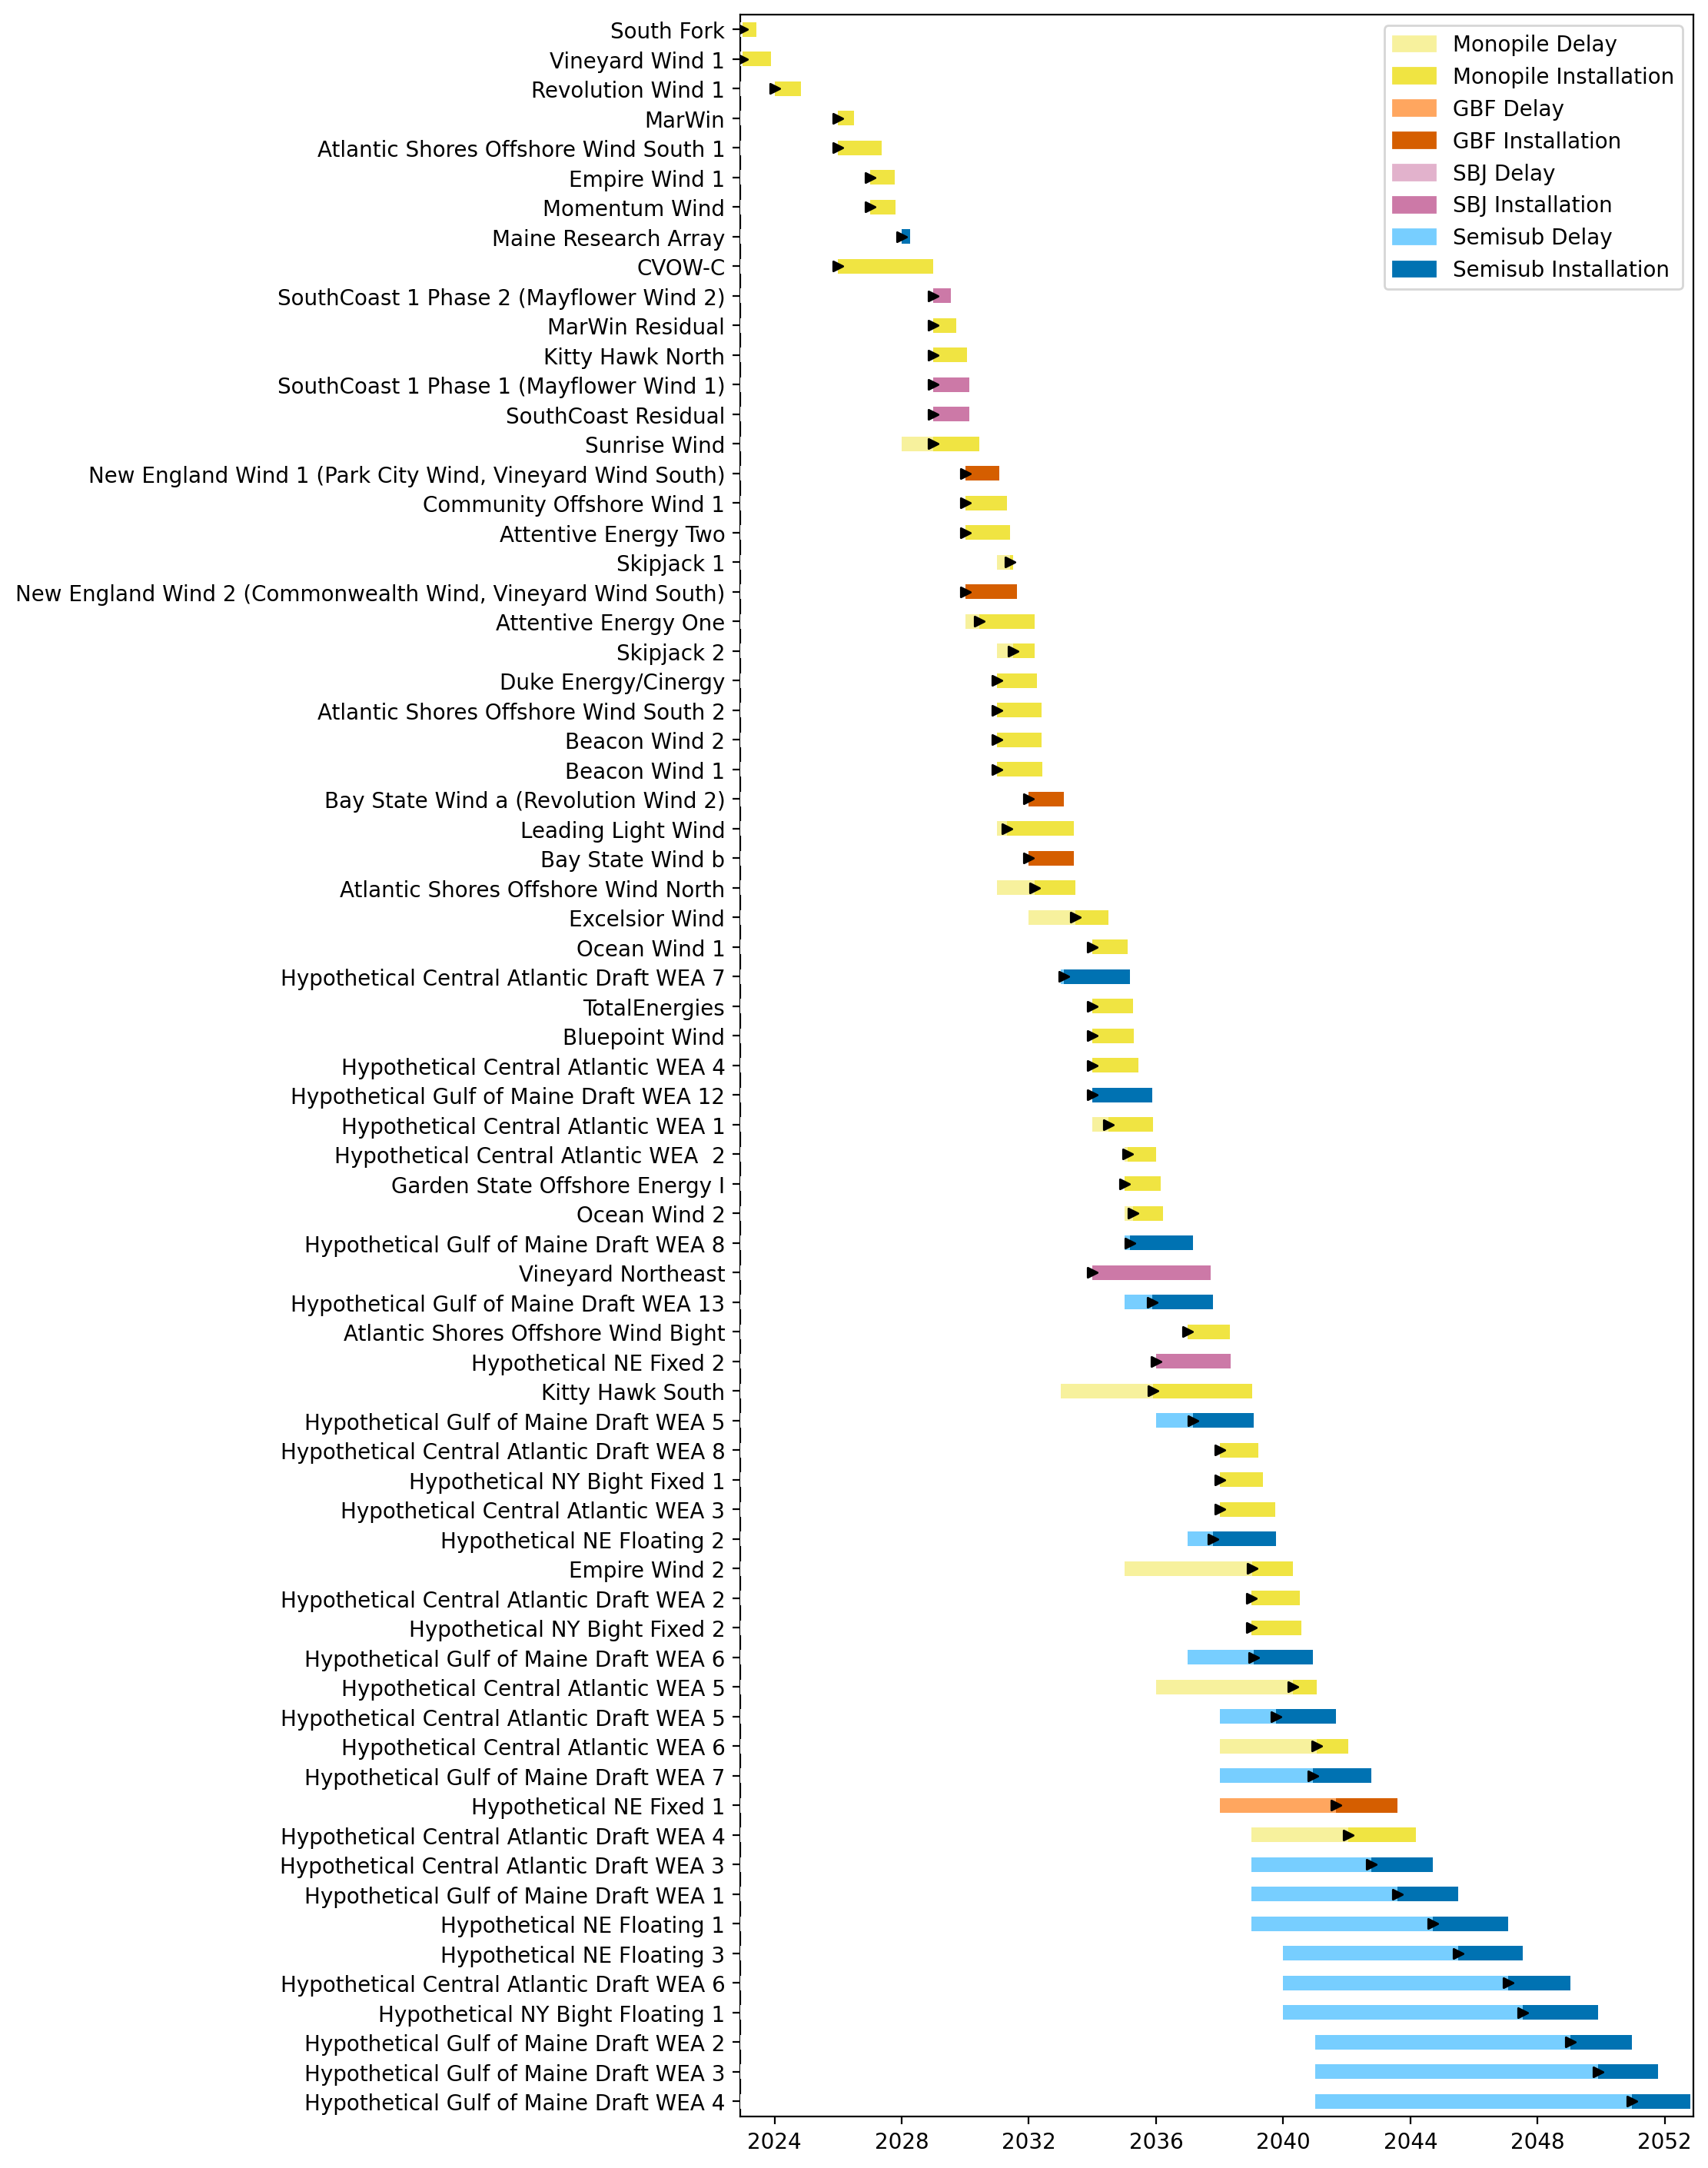 South Fork
Vineyard Wind 1
Revolution Wind 1
MarWin
Atlantic Shores Offshore Wind South 1
Empire Wind 1
Momentum Wind
Maine Research Array
CVOW-C
SouthCoast 1 Phase 2 (Mayflower Wind 2)
MarWin Residual
Kitty Hawk North
SouthCoast 1 Phase 1 (Mayflower Wind 1)
SouthCoast Residual
Sunrise Wind
New England Wind 1 (Park City Wind, Vineyard Wind South)
Community Offshore Wind 1
Attentive Energy Two
Skipjack 1
New England Wind 2 (Commonwealth Wind, Vineyard Wind South)
Attentive Energy One
Skipjack 2
Duke Energy/Cinergy
Atlantic Shores Offshore Wind South 2
Beacon Wind 2
Beacon Wind 1
Bay State Wind a (Revolution Wind 2)
Leading Light Wind
Bay State Wind b
Atlantic Shores Offshore Wind North
Excelsior Wind
Ocean Wind 1
Hypothetical Central Atlantic Draft WEA 7
TotalEnergies
Bluepoint Wind
Hypothetical Central Atlantic WEA 4
Hypothetical Gulf of Maine Draft WEA 12
Hypothetical Central Atlantic WEA 1
Hypothetical Central Atlantic WEA  2
Garden State Offshore Energy I
Ocean Wind 2
Hypothetical Gulf of Maine Draft WEA 8
Vineyard Northeast
Hypothetical Gulf of Maine Draft WEA 13
Atlantic Shores Offshore Wind Bight
Hypothetical NE Fixed 2
Kitty Hawk South
Hypothetical Gulf of Maine Draft WEA 5
Hypothetical Central Atlantic Draft WEA 8
Hypothetical NY Bight Fixed 1
Hypothetical Central Atlantic WEA 3
Hypothetical NE Floating 2
Empire Wind 2
Hypothetical Central Atlantic Draft WEA 2
Hypothetical NY Bight Fixed 2
Hypothetical Gulf of Maine Draft WEA 6
Hypothetical Central Atlantic WEA 5
Hypothetical Central Atlantic Draft WEA 5
Hypothetical Central Atlantic WEA 6
Hypothetical Gulf of Maine Draft WEA 7
Hypothetical NE Fixed 1
Hypothetical Central Atlantic Draft WEA 4
Hypothetical Central Atlantic Draft WEA 3
Hypothetical Gulf of Maine Draft WEA 1
Hypothetical NE Floating 1
Hypothetical NE Floating 3
Hypothetical Central Atlantic Draft WEA 6
Hypothetical NY Bight Floating 1
Hypothetical Gulf of Maine Draft WEA 2
Hypothetical Gulf of Maine Draft WEA 3
Hypothetical Gulf of Maine Draft WEA 4
Monopile Delay
Monopile Installation
GBF Delay
GBF Installation
SBJ Delay
SBJ Installation
Semisub Delay
Semisub Installation
2024 2028 2032 2036 2040 2044 2048 2052